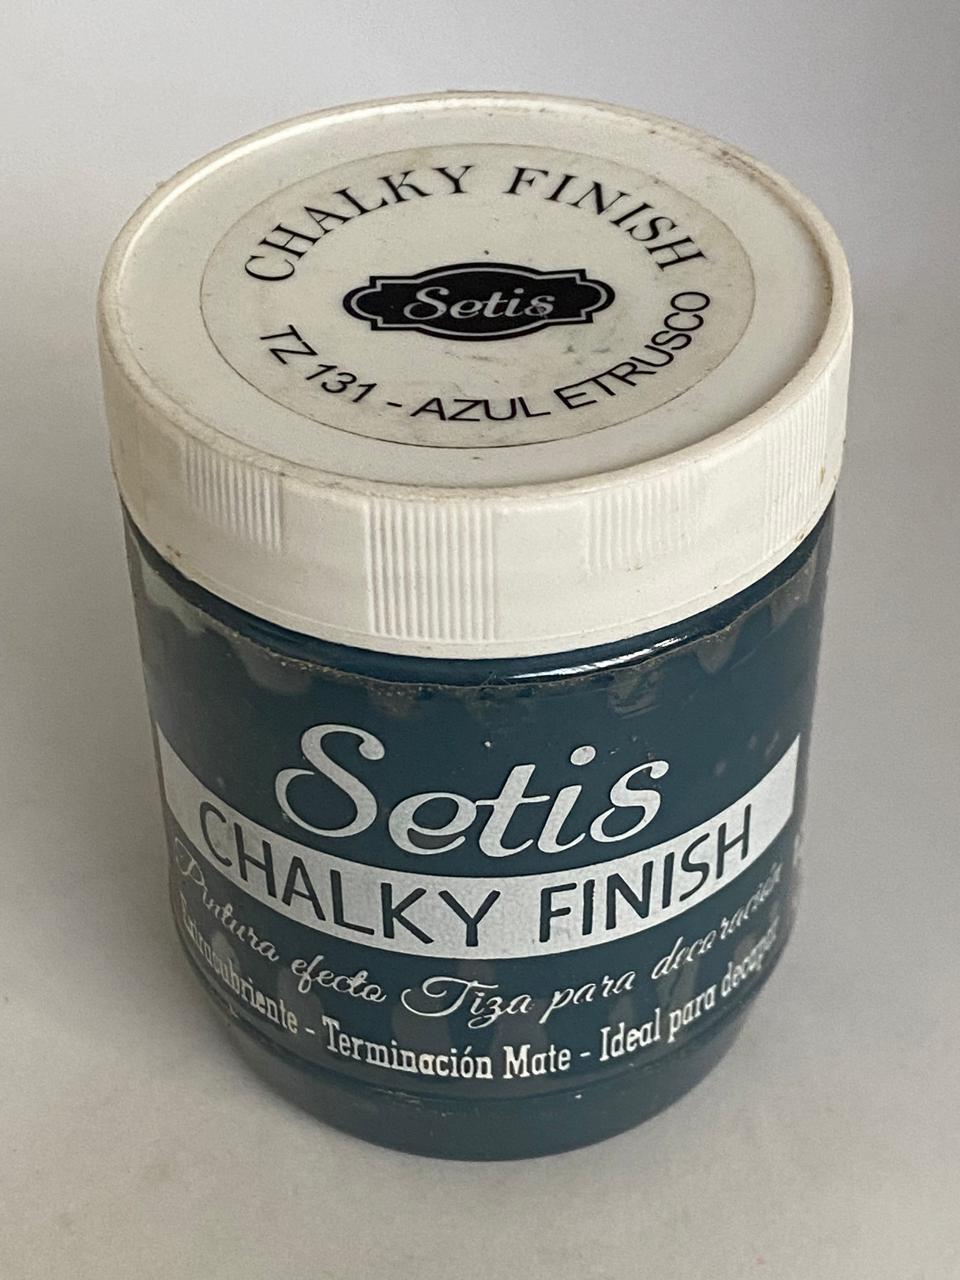 CHALKY FINISH
Setis
TZ 131 - AZUL ETRUSCO
Setis
CHALKY FINISH
Pintura efecto Tiza para decoración
- Terminación Mate - Ideal para